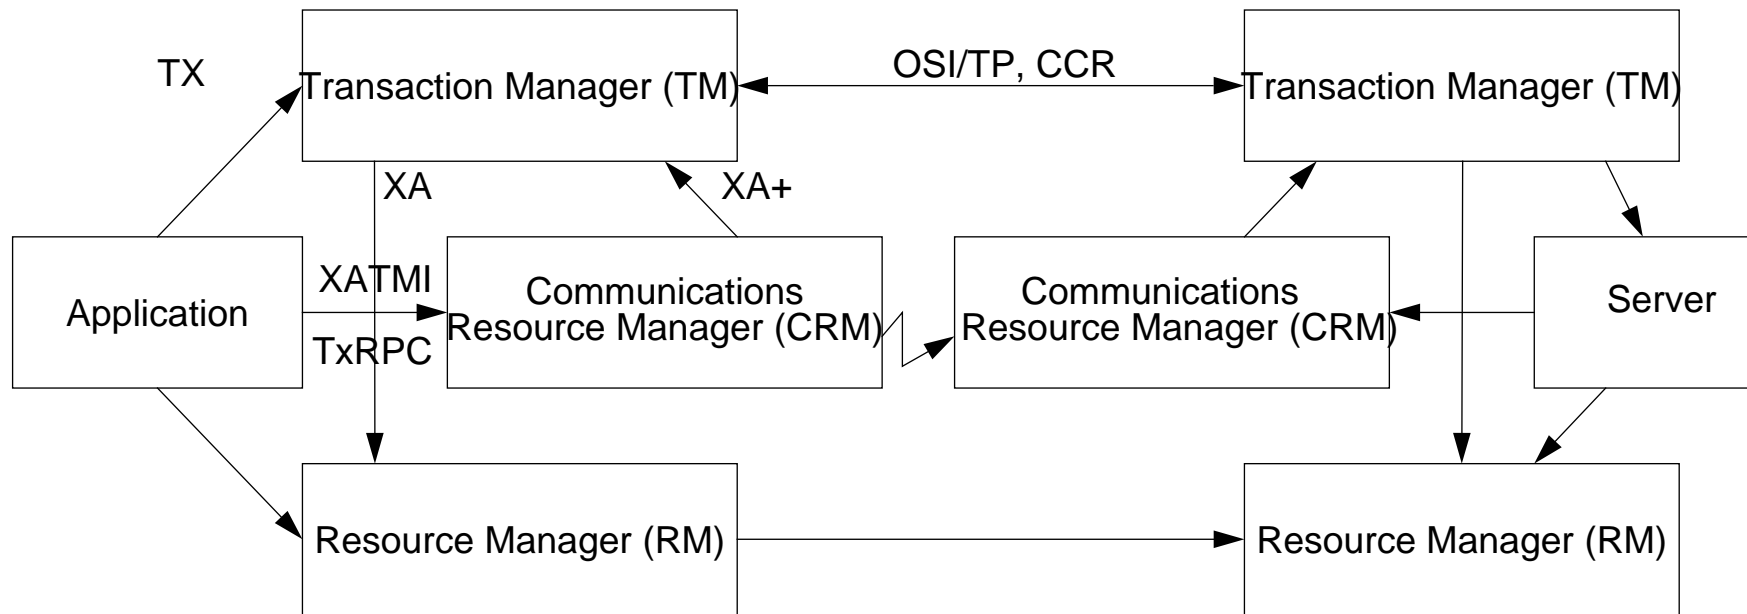 TX
OSI/TP, CCR
Transaction Manager (TM)
Transaction Manager (TM)
XA
XA+
Application
XATMI
TxRPC
Communications
Resource Manager (CRM)
Communications
Resource Manager (CRM)
Server
Resource Manager (RM)
Resource Manager (RM)